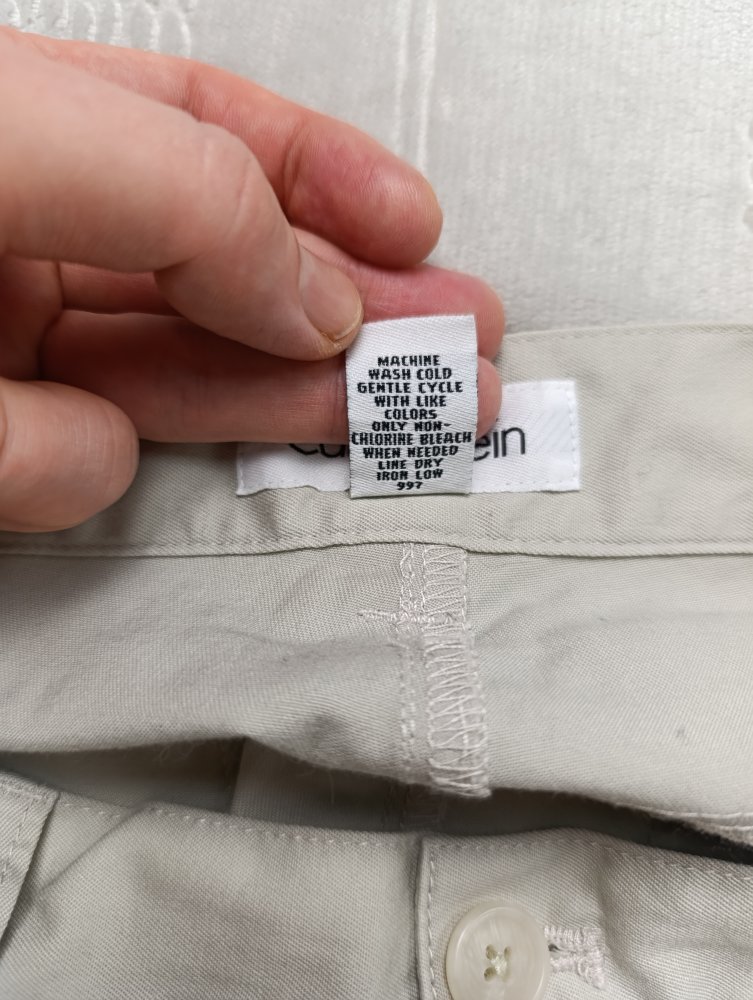 MACHINE
WASH COLD
GENTLE CYCLE
WITH LIKE
COLORS
ONLY NON-
CHLORINE BLEACH
WHEN NEEDED
LINE DRY
IRON LOW
997